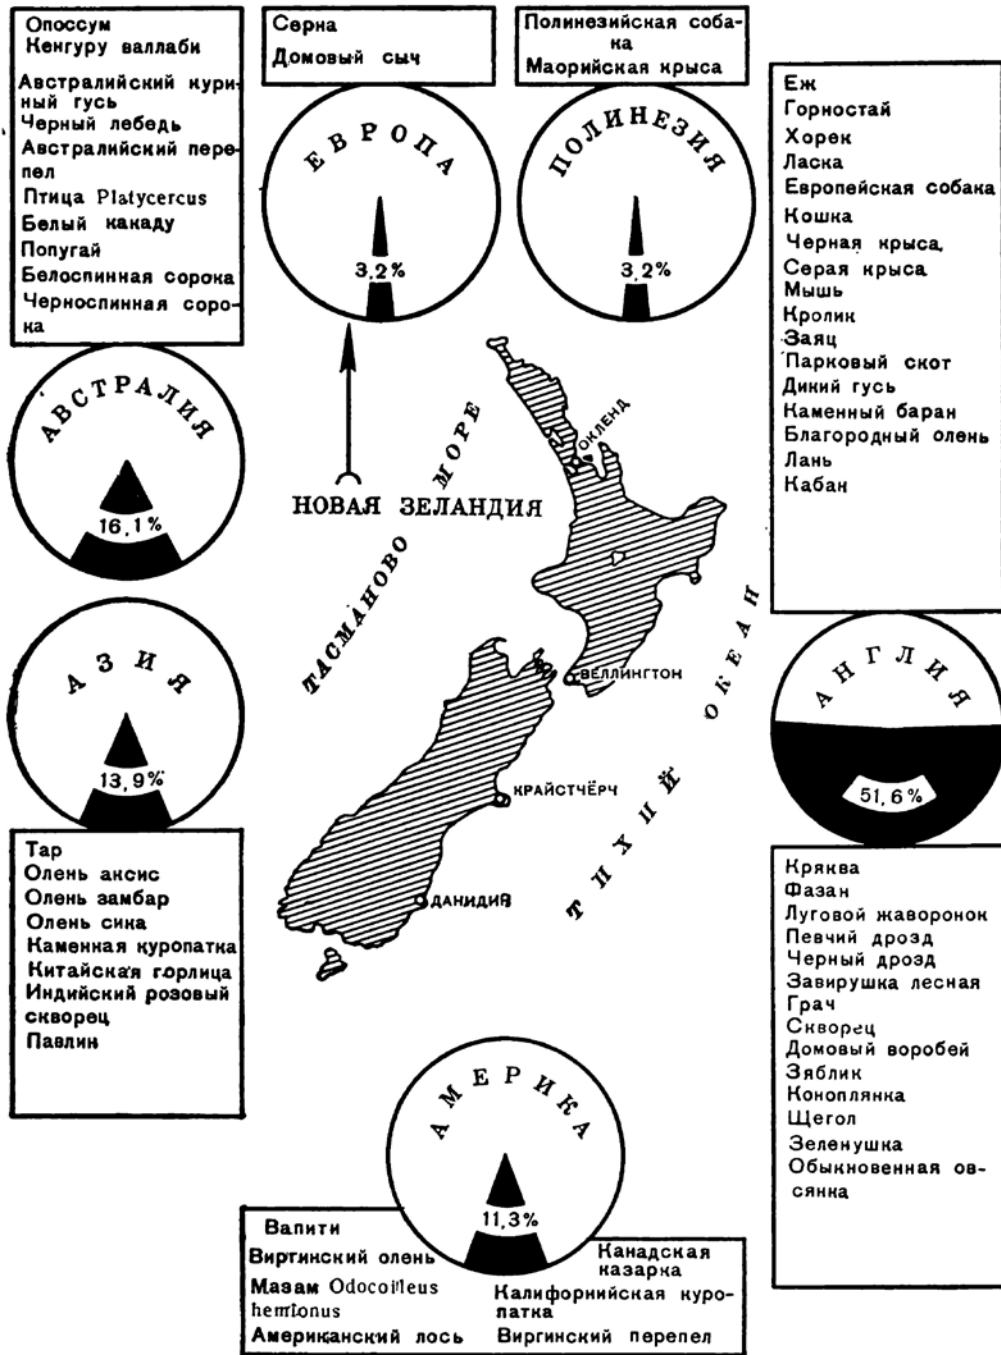 Опоссум
Кенгуру валлаби
Австралийский кури-
ный гусь
Черный лебедь
Австралийский пере-
пел
Птица Platycercus
Белый какаду
Попугай
Белоспинная сорока
Черноспинная соро-
ка
АВСТРАЛИЯ
16,1%
Серна
Домовый сыч
ЕВРОПА
3,2%
Полинезийская соба-
ка
Маорийская крыса
ПОЛИНЕЗИЯ
3,2%
Еж
Горностай
Хорек
Ласка
Европейская собака
Кошка
Черная крыса
Серая крыса
Мышь
Кролик
Заяц
Парковый скот
Дикий гусь
Каменный баран
Благородный олень
Лань
Кабан
АНГЛИЯ
51,6%
Кряква
Фазан
Луговой жаворонок
Певчий дрозд
Черный дрозд
Завирушка лесная
Грач
Скворец
Домовый воробей
Зяблик
Коноплянка
Щегол
Зеленушка
Обыкновенная ов-
сянка
НОВАЯ ЗЕЛАНДИЯ
ТАСМАНОВО МОРЕ
ТИХИЙ ОКЕАН
ОКЛЕНД
ВЕЛЛИНГТОН
КРАЙСТЧЁРЧ
ДАНИДИН
АЗИЯ
13,9%
Тар
Олень аксис
Олень замбар
Олень сика
Каменная куропатка
Китайская горлица
Индийский розовый
скворец
Павлин
АМЕРИКА
11,3%
Вапити
Виргинский олень
Мазам Odocoileus
hemionus
Американский лось
Канадская
казарка
Калифорнийская куро-
патка
Виргинский перепел